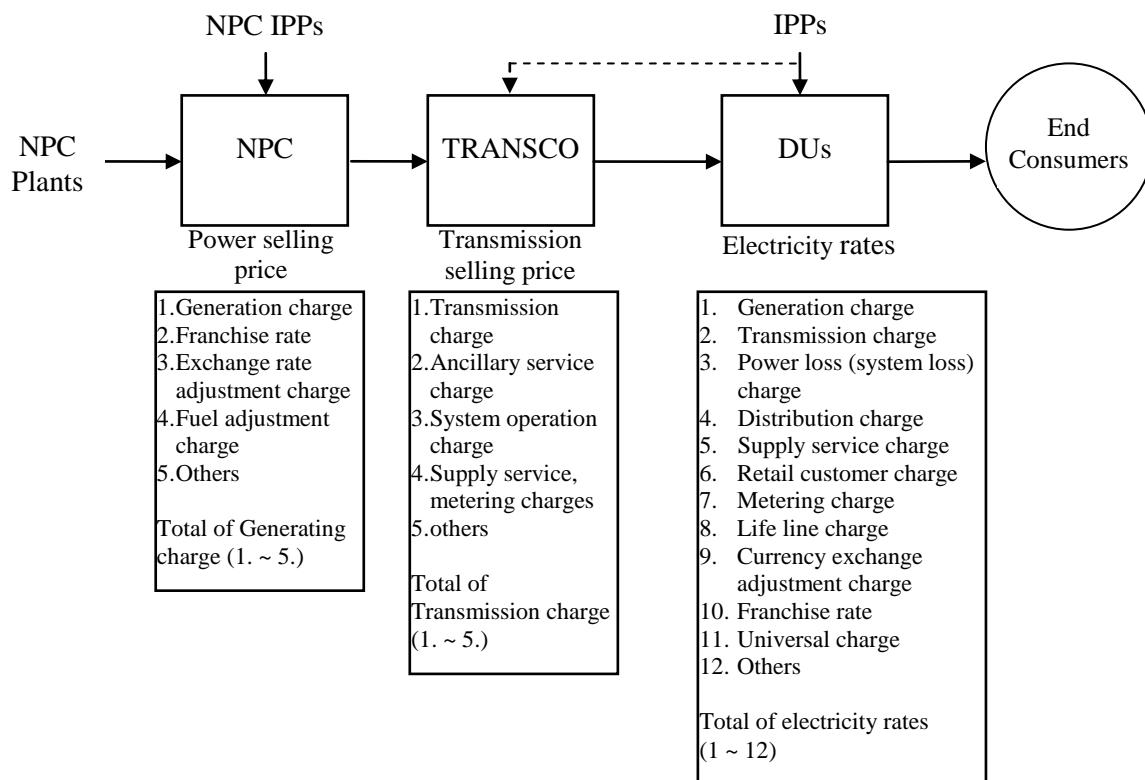 NPC IPPs
IPPs
NPC
Plants
NPC
TRANSCO
DUs
End
Consumers
Power selling
price
Transmission
selling price
Electricity rates
1.Generation charge
2.Franchise rate
3.Exchange rate
adjustment charge
4.Fuel adjustment
charge
5.Others
Total of Generating
charge (1. ~ 5.)
1.Transmission
charge
2.Ancillary service
charge
3.System operation
charge
4.Supply service,
metering charges
5.others
Total of
Transmission charge
(1. ~ 5.)
1. Generation charge
2. Transmission charge
3. Power loss (system loss)
charge
4. Distribution charge
5. Supply service charge
6. Retail customer charge
7. Metering charge
8. Life line charge
9. Currency exchange
adjustment charge
10. Franchise rate
11. Universal charge
12. Others
Total of electricity rates
(1 ~ 12)